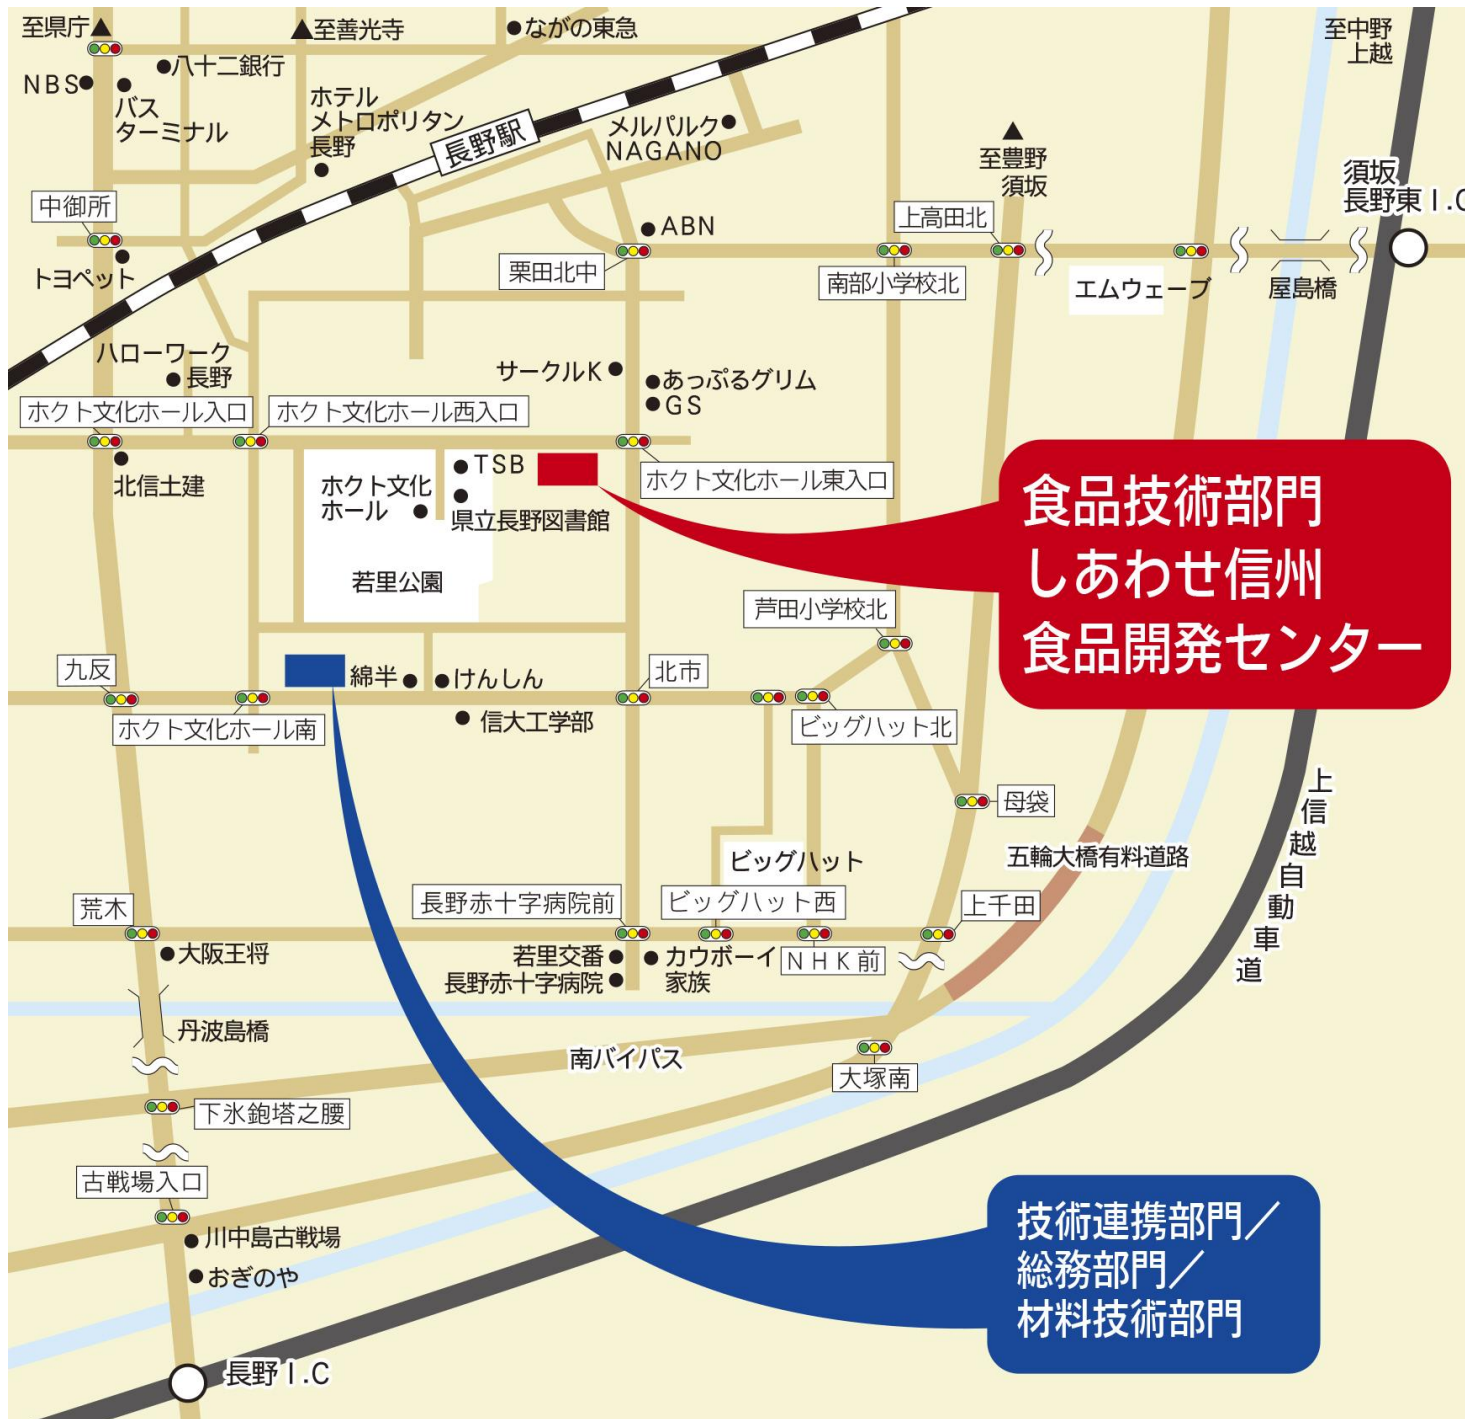 至県庁
至善光寺
ながの東急
至中野
上越
八十二銀行
NBS
バス
ターミナル
ホテル
メトロポリタン
長野
長野駅
メルパルク
NAGANO
至豊野
須坂
須坂
長野東I.C
中御所
トヨペット
ABN
栗田北中
上高田北
南部小学校北
エムウェーブ
屋島橋
ハローワーク
長野
サークルK
あっぷるグリム
GS
ホクト文化ホール入口
ホクト文化ホール西入口
ホクト文化ホール東入口
北信土建
ホクト文化
ホール
TSB
県立長野図書館
若里公園
食品技術部門
しあわせ信州
食品開発センター
芦田小学校北
九反
綿半
けんしん
北市
ホクト文化ホール南
信大工学部
ビッグハット北
母袋
上信越自動車道
五輪大橋有料道路
ビッグハット
荒木
長野赤十字病院前
ビッグハット西
上千田
大阪王将
若里交番
長野赤十字病院
カウボーイ
家族
NHK前
丹波島橋
南バイパス
大塚南
下氷鉋塔之腰
古戦場入口
川中島古戦場
おぎのや
技術連携部門／
総務部門／
材料技術部門
長野I.C